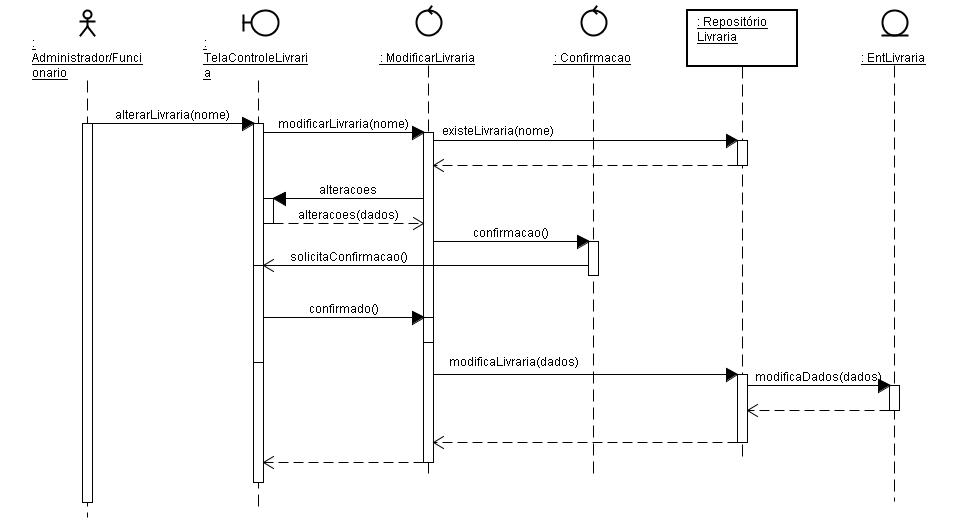 :
Administrador/Funci
onario
:
TelaControleLivrari
a
: ModificarLivraria
: Confirmacao
: Repositório
Livraria
: EntLivraria
alterarLivraria(nome)
modificarLivraria(nome)
existeLivraria(nome)
alteracoes
alteracoes(dados)
confirmacao()
solicitaConfirmacao()
confirmado()
modificaLivraria(dados)
modificaDados(dados)